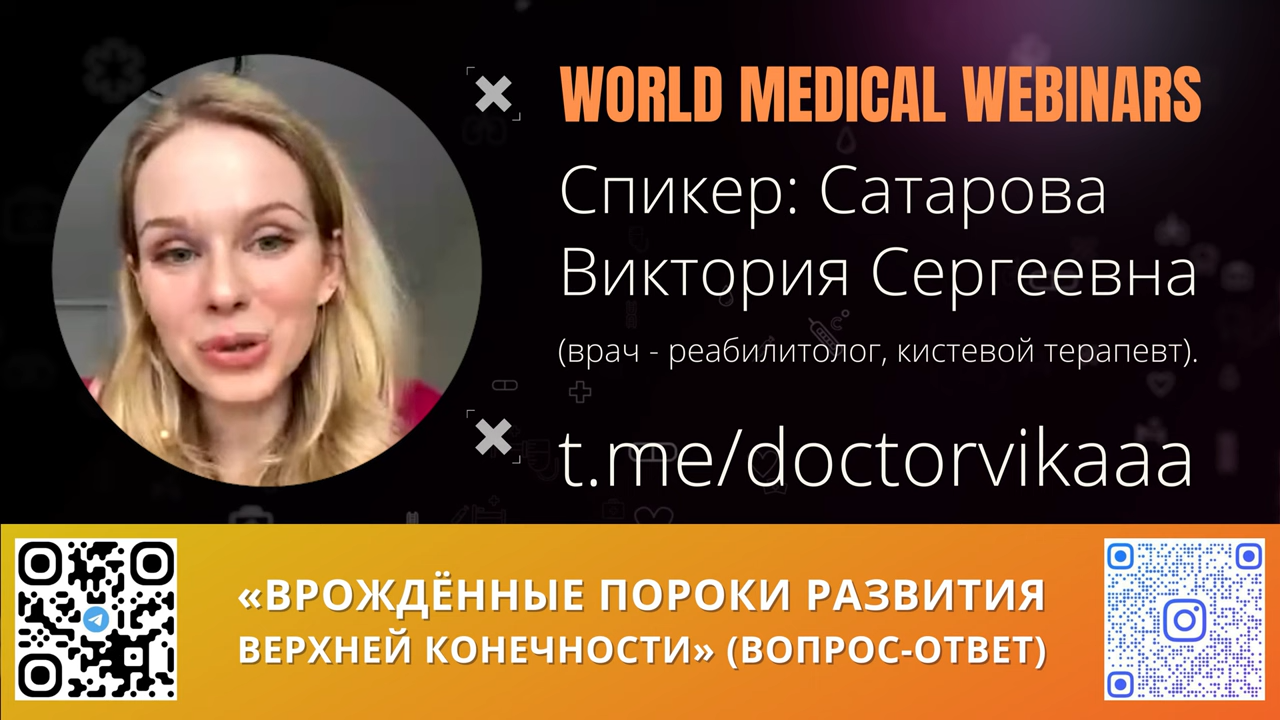 WORLD MEDICAL WEBINARS
Спикер: Сатарова
Виктория Сергеевна
(врач - реабилитолог, кистевой терапевт).
t.me/doctorvikaaa
«ВРОЖДЁННЫЕ ПОРОКИ РАЗВИТИЯ
ВЕРХНЕЙ КОНЕЧНОСТИ» (ВОПРОС-ОТВЕТ)